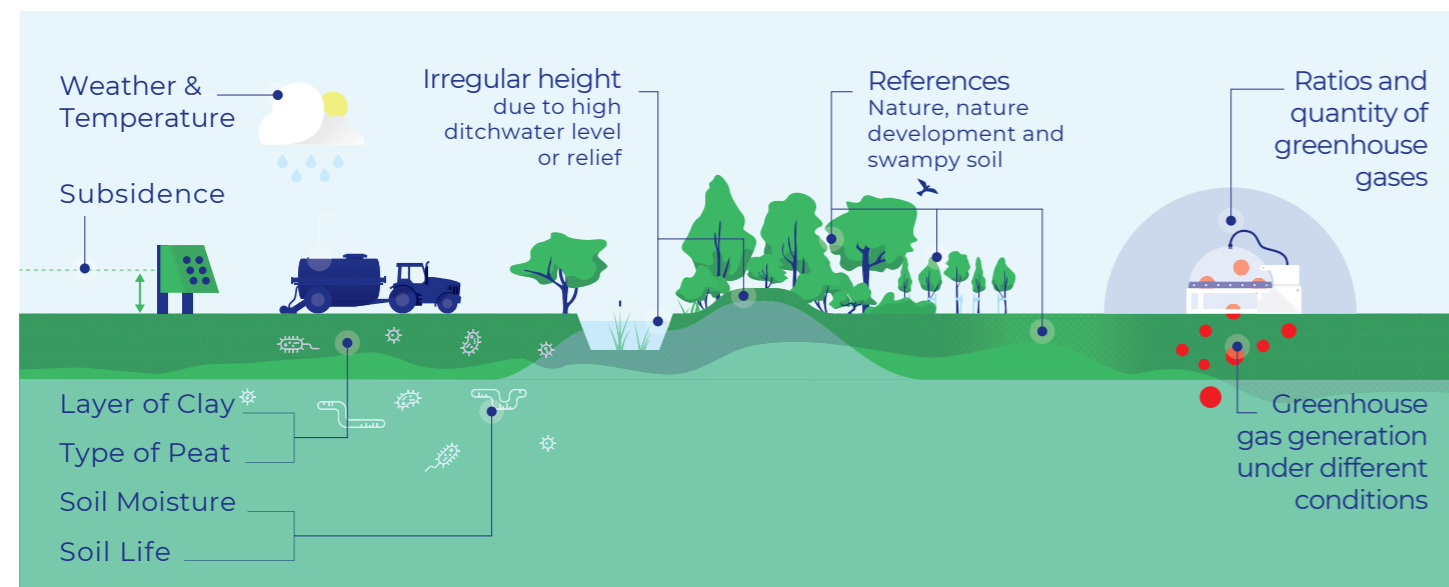 Weather &
Temperature
Subsidence
Irregular height
due to high
ditchwater level
or relief
References
Nature, nature
development and
swampy soil
Ratios and
quantity of
greenhouse
gases
Layer of Clay
Type of Peat
Soil Moisture
Soil Life
Greenhouse
gas generation
under different
conditions